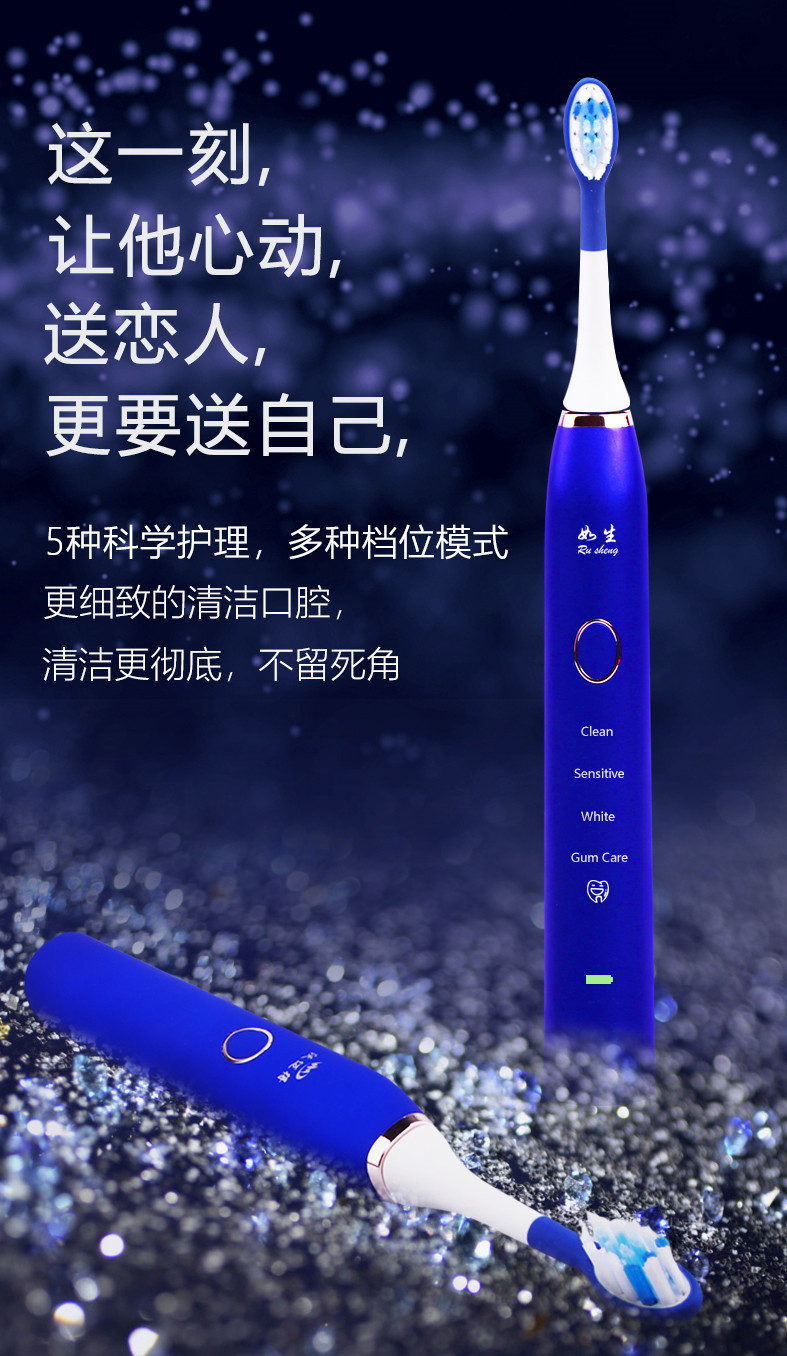 这一刻,
让他心动,
送恋人,
更要送自己,
5种科学护理，多种档位模式
更细致的清洁口腔，
清洁更彻底，不留死角
如生
Ru sheng
Clean
Sensitive
White
Gum Care